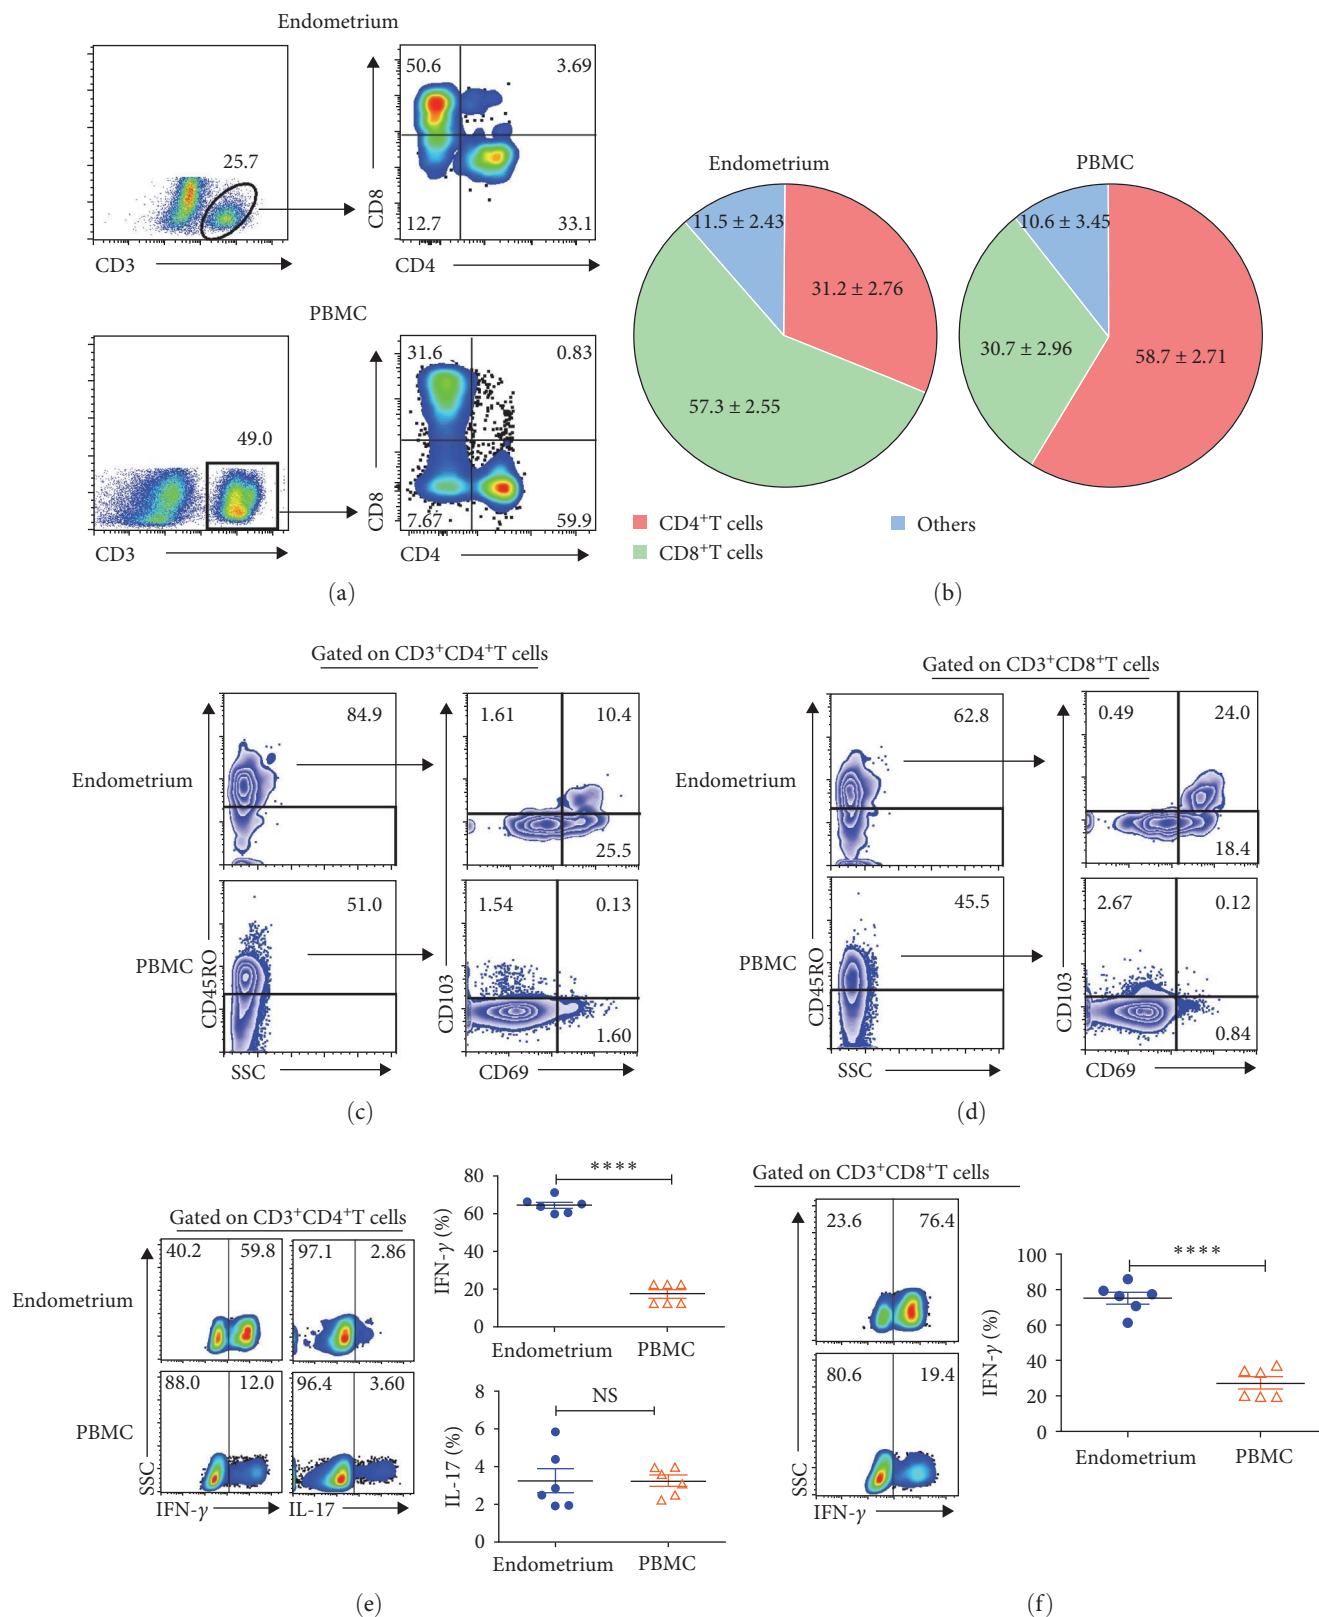 Endometrium
25.7
CD3
50.6 3.69
12.7 33.1
CD8
CD4
PBMC
49.0
CD3
31.6 0.83
7.67 59.9
CD8
CD4
(a)
Endometrium
11.5 ± 2.43
31.2 ± 2.76
57.3 ± 2.55
PBMC
10.6 ± 3.45
30.7 ± 2.96
58.7 ± 2.71
CD4⁺T cells
CD8⁺T cells
Others
(b)
Gated on CD3⁺CD4⁺T cells
Endometrium
84.9
1.61 10.4
25.5
PBMC
51.0
1.54 0.13
1.60
CD45RO
SSC
CD103
CD69
(c)
Gated on CD3⁺CD8⁺T cells
Endometrium
62.8
0.49 24.0
18.4
PBMC
45.5
2.67 0.12
0.84
CD45RO
SSC
CD103
CD69
(d)
Gated on CD3⁺CD4⁺T cells
Endometrium
40.2 59.8
97.1 2.86
PBMC
88.0 12.0
96.4 3.60
SSC
IFN-γ
IL-17
IFN-γ (%)
80
60
40
20
0
****
Endometrium PBMC
IL-17 (%)
8
6
4
2
0
NS
Endometrium PBMC
(e)
Gated on CD3⁺CD8⁺T cells
23.6 76.4
80.6 19.4
SSC
SSC
IFN-γ
IFN-γ (%)
100
80
60
40
20
0
****
Endometrium PBMC
(f)